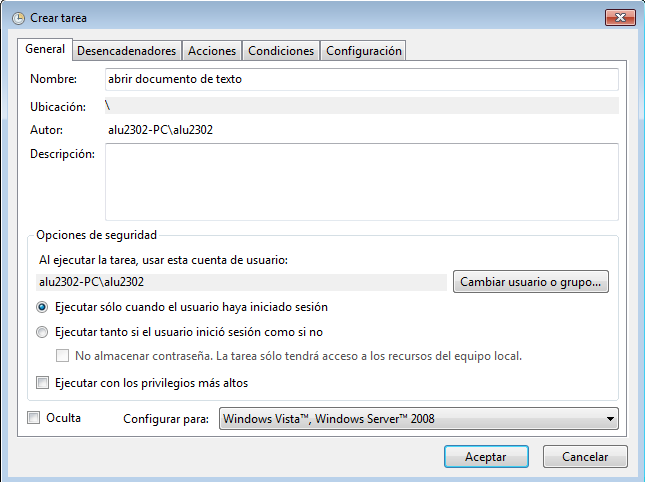 Crear tarea
General Desencadenadores Acciones Condiciones Configuración
Nombre: abrir documento de texto
Ubicación: \
Autor: alu2302-PC\alu2302
Descripción:
Opciones de seguridad
Al ejecutar la tarea, usar esta cuenta de usuario:
alu2302-PC\alu2302 Cambiar usuario o grupo...
Ejecutar sólo cuando el usuario haya iniciado sesión
Ejecutar tanto si el usuario inició sesión como si no
No almacenar contraseña. La tarea sólo tendrá acceso a los recursos del equipo local.
Ejecutar con los privilegios más altos
Oculta Configurar para: Windows Vista™, Windows Server™ 2008
Aceptar Cancelar